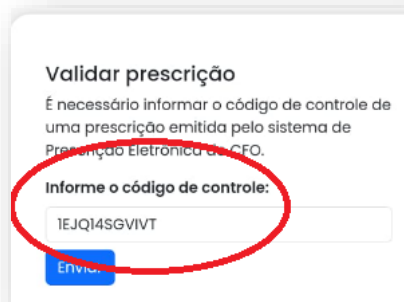 Validar prescrição
É necessário informar o código de controle de
uma prescrição emitida pelo sistema de
Prescrição Eletrônica do CFO.
Informe o código de controle:
1EJQ14SGVIVT
Enviar